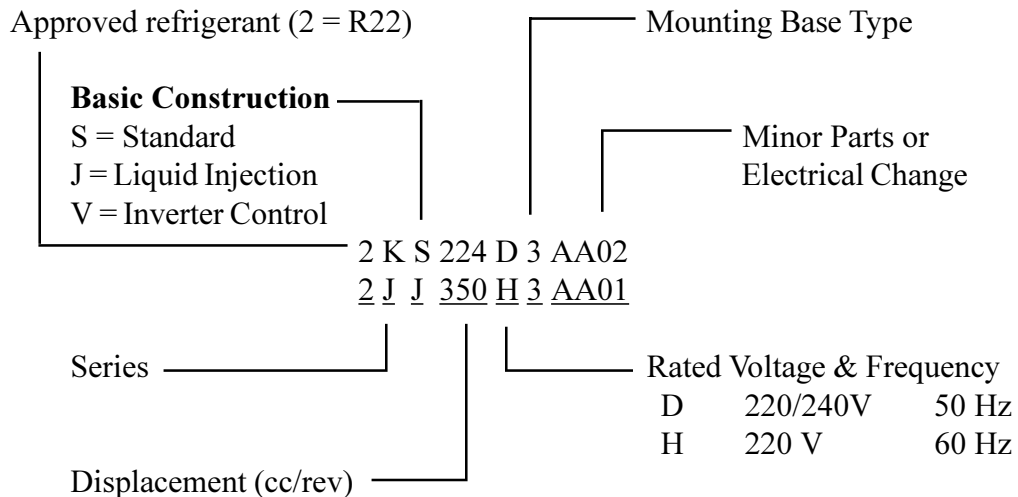 Approved refrigerant (2 = R22)
Mounting Base Type
Basic Construction
S = Standard
J = Liquid Injection
V = Inverter Control
Minor Parts or
Electrical Change
2 K S 224 D 3 AA02
2 J J 350 H 3 AA01
Series
Rated Voltage & Frequency
D 220/240V 50 Hz
H 220 V 60 Hz
Displacement (cc/rev)